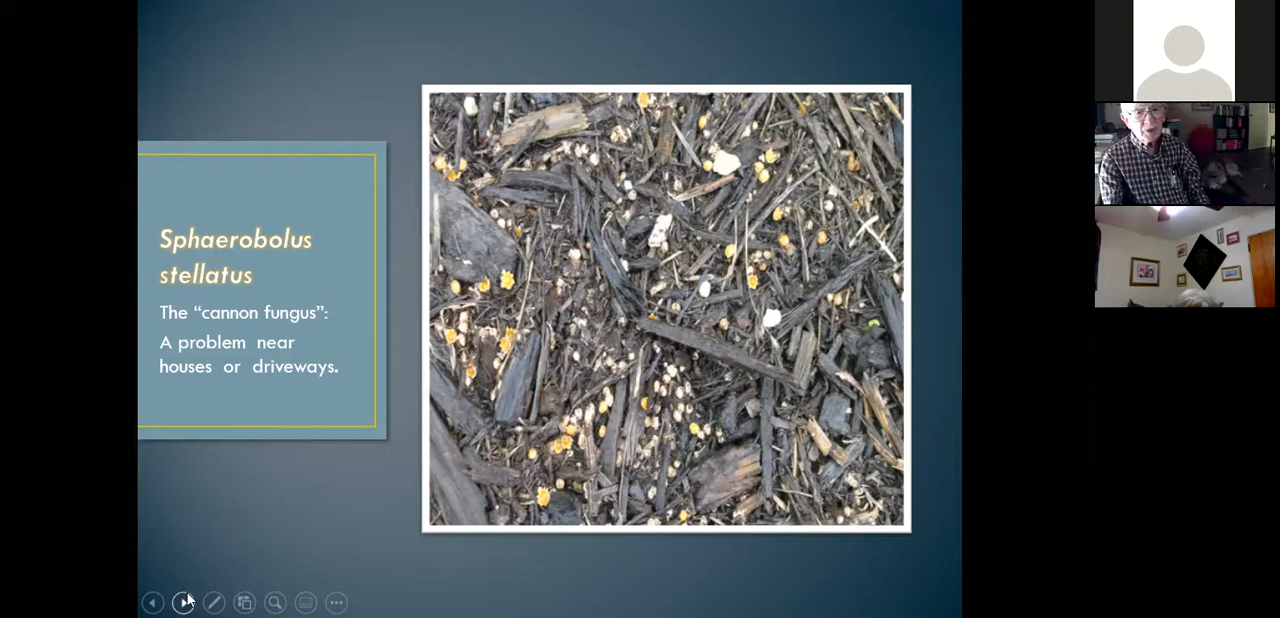 Sphaerobolus
stellatus
The “cannon fungus”:
A problem near
houses or driveways.